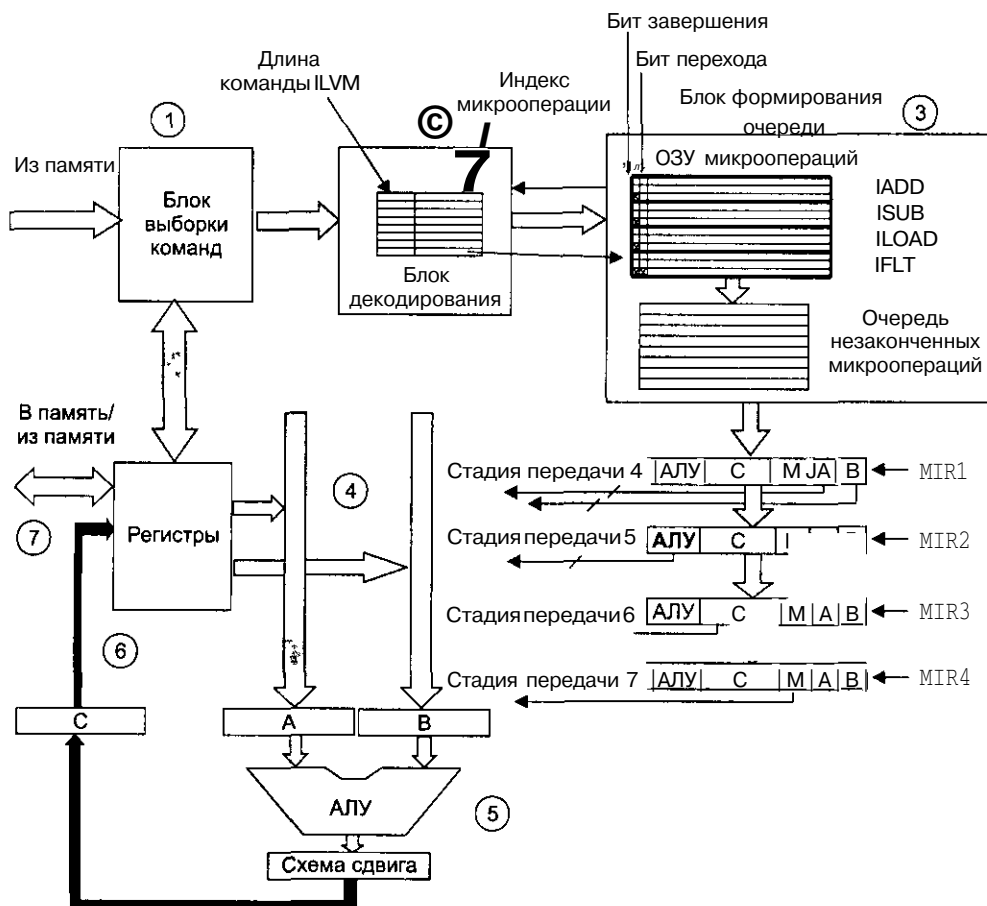 Бит завершения
Бит перехода
Длина
команды ILVM
Индекс
микрооперации
Блок формирования
очереди
3
1
©
7
Из памяти
Блок
выборки
команд
ОЗУ микроопераций
IADD
ISUB
ILOAD
IFLT
Блок
декодирования
Очередь
незаконченных
микроопераций
В память/
из памяти
7
Регистры
4
Стадия передачи 4
АЛУ
C
M JA
B
MIR1
Стадия передачи 5
АЛУ
C
MIR2
Стадия передачи 6
АЛУ
C
M
A
B
MIR3
Стадия передачи 7
АЛУ
C
M
A
B
MIR4
6
C
A
B
АЛУ
5
Схема сдвига